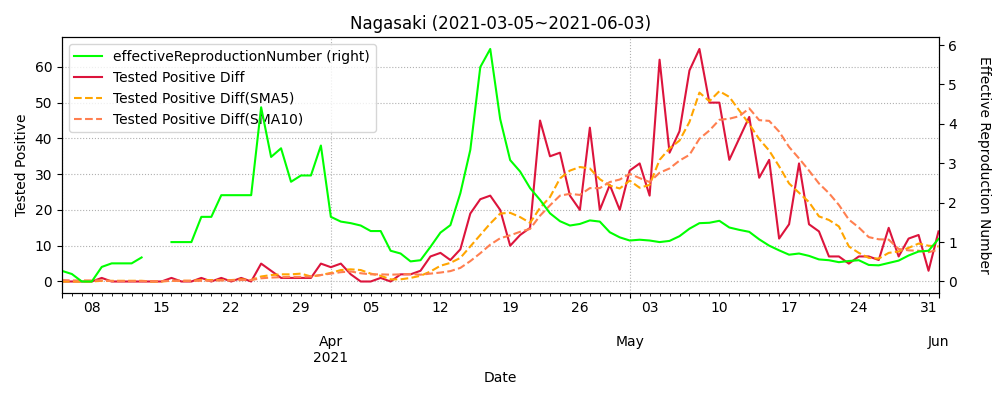 Nagasaki (2021-03-05~2021-06-03)
effectiveReproductionNumber (right)
Tested Positive Diff
Tested Positive Diff(SMA5)
Tested Positive Diff(SMA10)
Tested Positive
60
50
40
30
20
10
0
6
5
4
3
2
1
0
Effective Reproduction Number
08 15 22 29 05 12 19 26 03 10 17 24 31
Apr May Jun
2021
Date